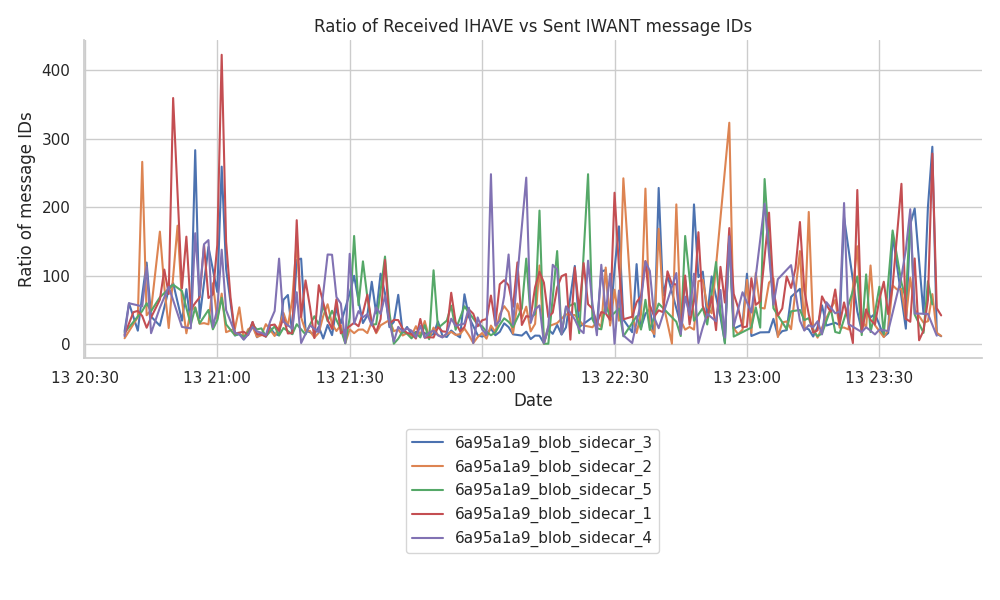 Ratio of Received IHAVE vs Sent IWANT message IDs
Ratio of message IDs
400
300
200
100
0
13 20:30
13 21:00
13 21:30
13 22:00
13 22:30
13 23:00
13 23:30
Date
6a95a1a9_blob_sidecar_3
6a95a1a9_blob_sidecar_2
6a95a1a9_blob_sidecar_5
6a95a1a9_blob_sidecar_1
6a95a1a9_blob_sidecar_4